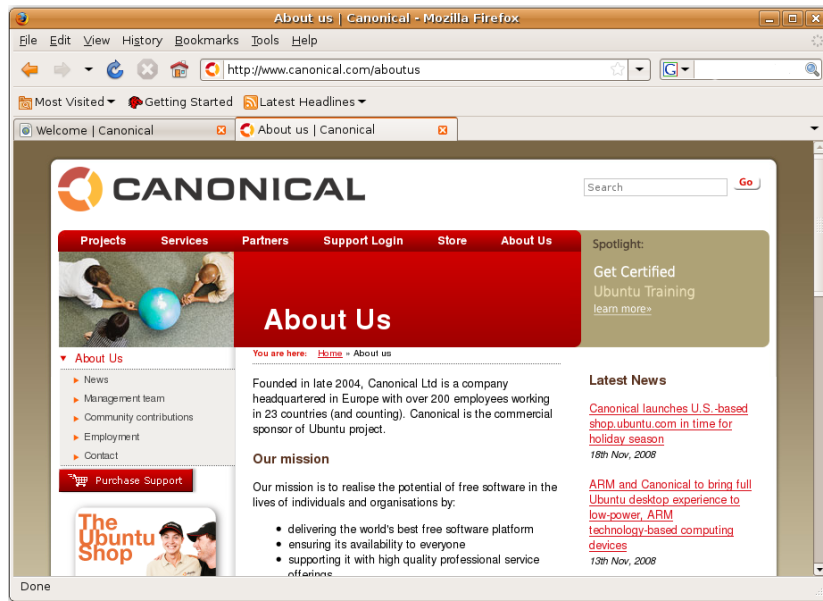 About us | Canonical - Mozilla Firefox
File Edit View History Bookmarks Tools Help
http://www.canonical.com/aboutus
G
Most Visited Getting Started Latest Headlines
Welcome | Canonical About us | Canonical
CANONICAL
Search Go
Projects Services Partners Support Login Store About Us
Spotlight:
Get Certified
Ubuntu Training
learn more»
About Us
You are here: Home » About us
About Us
News
Management team
Community contributions
Employment
Contact
Purchase Support
The
Ubuntu
Shop
Founded in late 2004, Canonical Ltd is a company
headquartered in Europe with over 200 employees working
in 23 countries (and counting). Canonical is the commercial
sponsor of Ubuntu project.
Our mission
Our mission is to realise the potential of free software in the
lives of individuals and organisations by:
delivering the world's best free software platform
ensuring its availability to everyone
supporting it with high quality professional service
offerings
Latest News
Canonical launches U.S.-based
shop.ubuntu.com in time for
holiday season
18th Nov, 2008
ARM and Canonical to bring full
Ubuntu desktop experience to
low-power, ARM
technology-based computing
devices
13th Nov, 2008
Done